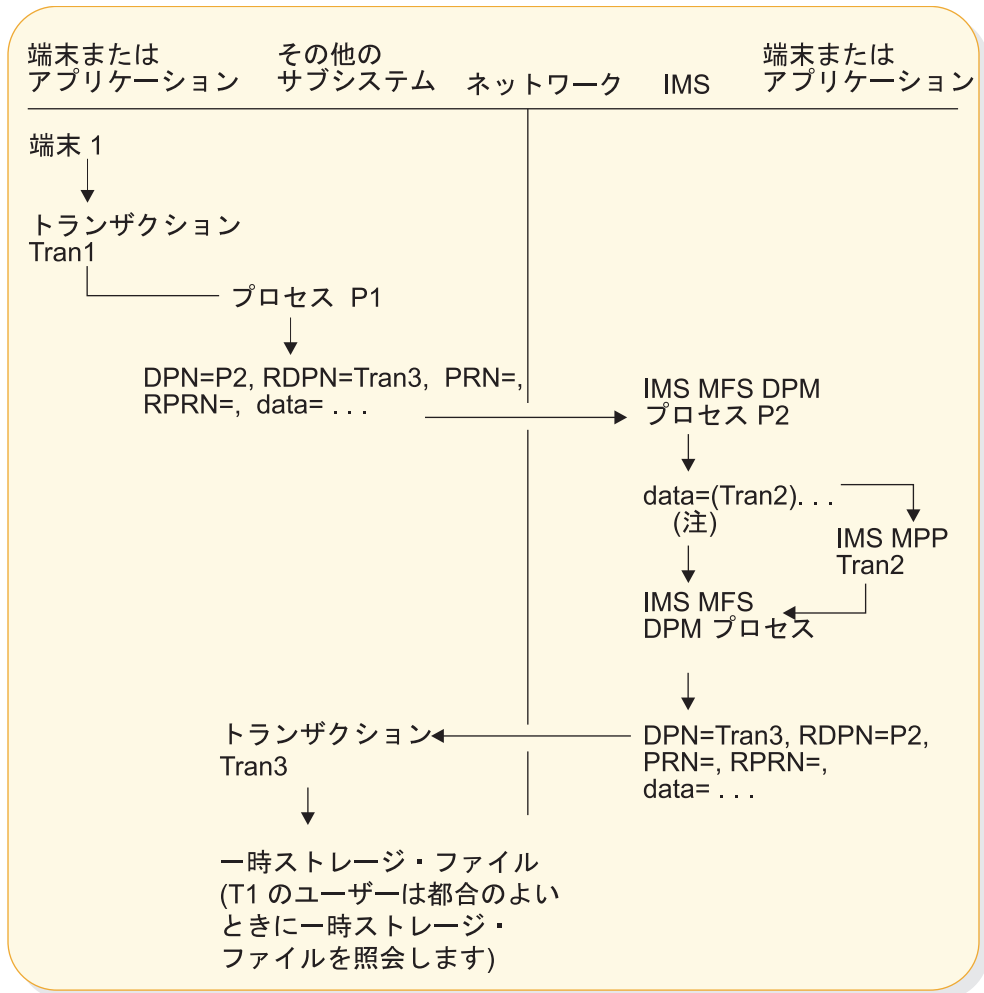 端末または
アプリケーション
その他の
サブシステム
ネットワーク
IMS
端末または
アプリケーション
端末 1
トランザクション
Tran1
プロセス P1
DPN=P2, RDPN=Tran3, PRN=,
RPRN=, data= . . .
IMS MFS DPM
プロセス P2
data=(Tran2). . .
(注)
IMS MPP
Tran2
IMS MFS
DPM プロセス
トランザクション
Tran3
DPN=Tran3, RDPN=P2,
PRN=, RPRN=,
data= . . .
一時ストレージ・ファイル
(T1 のユーザーは都合のよい
ときに一時ストレージ・
ファイルを照会します)